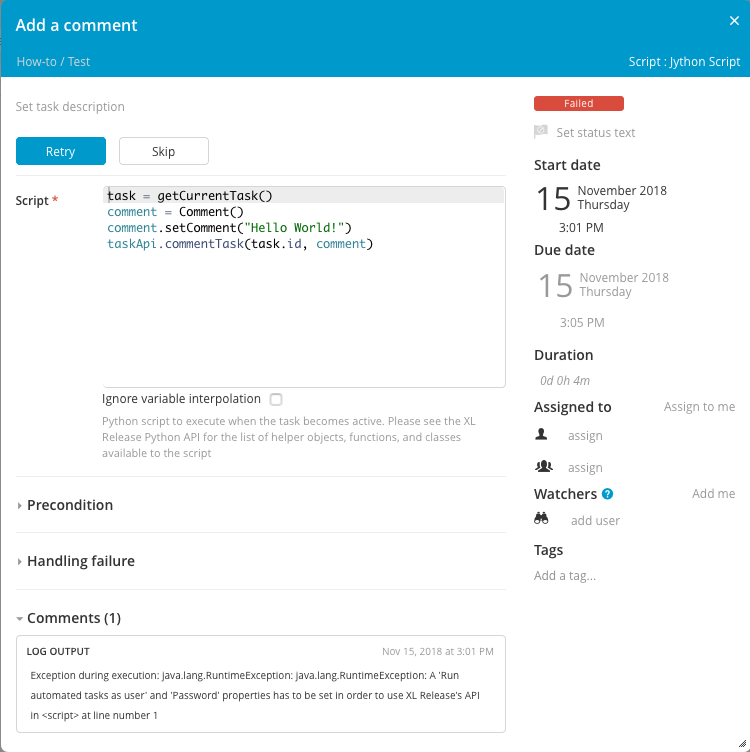 Add a comment
×
How-to / Test
Script : Jython Script
Set task description
Retry
Skip
Script *
task = getCurrentTask()
comment = Comment()
comment.setComment("Hello World!")
taskApi.commentTask(task.id, comment)
Ignore variable interpolation
Python script to execute when the task becomes active. Please see the XL
Release Python API for the list of helper objects, functions, and classes
available to the script
Precondition
Handling failure
Comments (1)
LOG OUTPUT
Nov 15, 2018 at 3:01 PM
Exception during execution: java.lang.RuntimeException: java.lang.RuntimeException: A 'Run
automated tasks as user' and 'Password' properties has to be set in order to use XL Release's API
in <script> at line number 1
Failed
Set status text
Start date
15
November 2018
Thursday
3:01 PM
Due date
15
November 2018
Thursday
3:05 PM
Duration
0d 0h 4m
Assigned to
Assign to me
assign
assign
Watchers ?
Add me
add user
Tags
Add a tag...